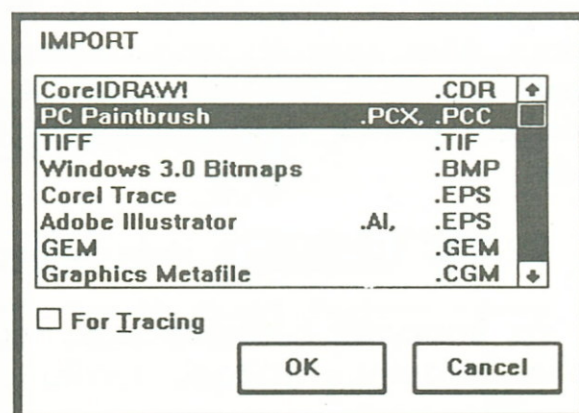 IMPORT
CorelDRAW! .CDR
PC Paintbrush .PCX, .PCC
TIFF .TIF
Windows 3.0 Bitmaps .BMP
Corel Trace .EPS
Adobe Illustrator .AI, .EPS
GEM .GEM
Graphics Metafile .CGM
For Tracing
OK Cancel